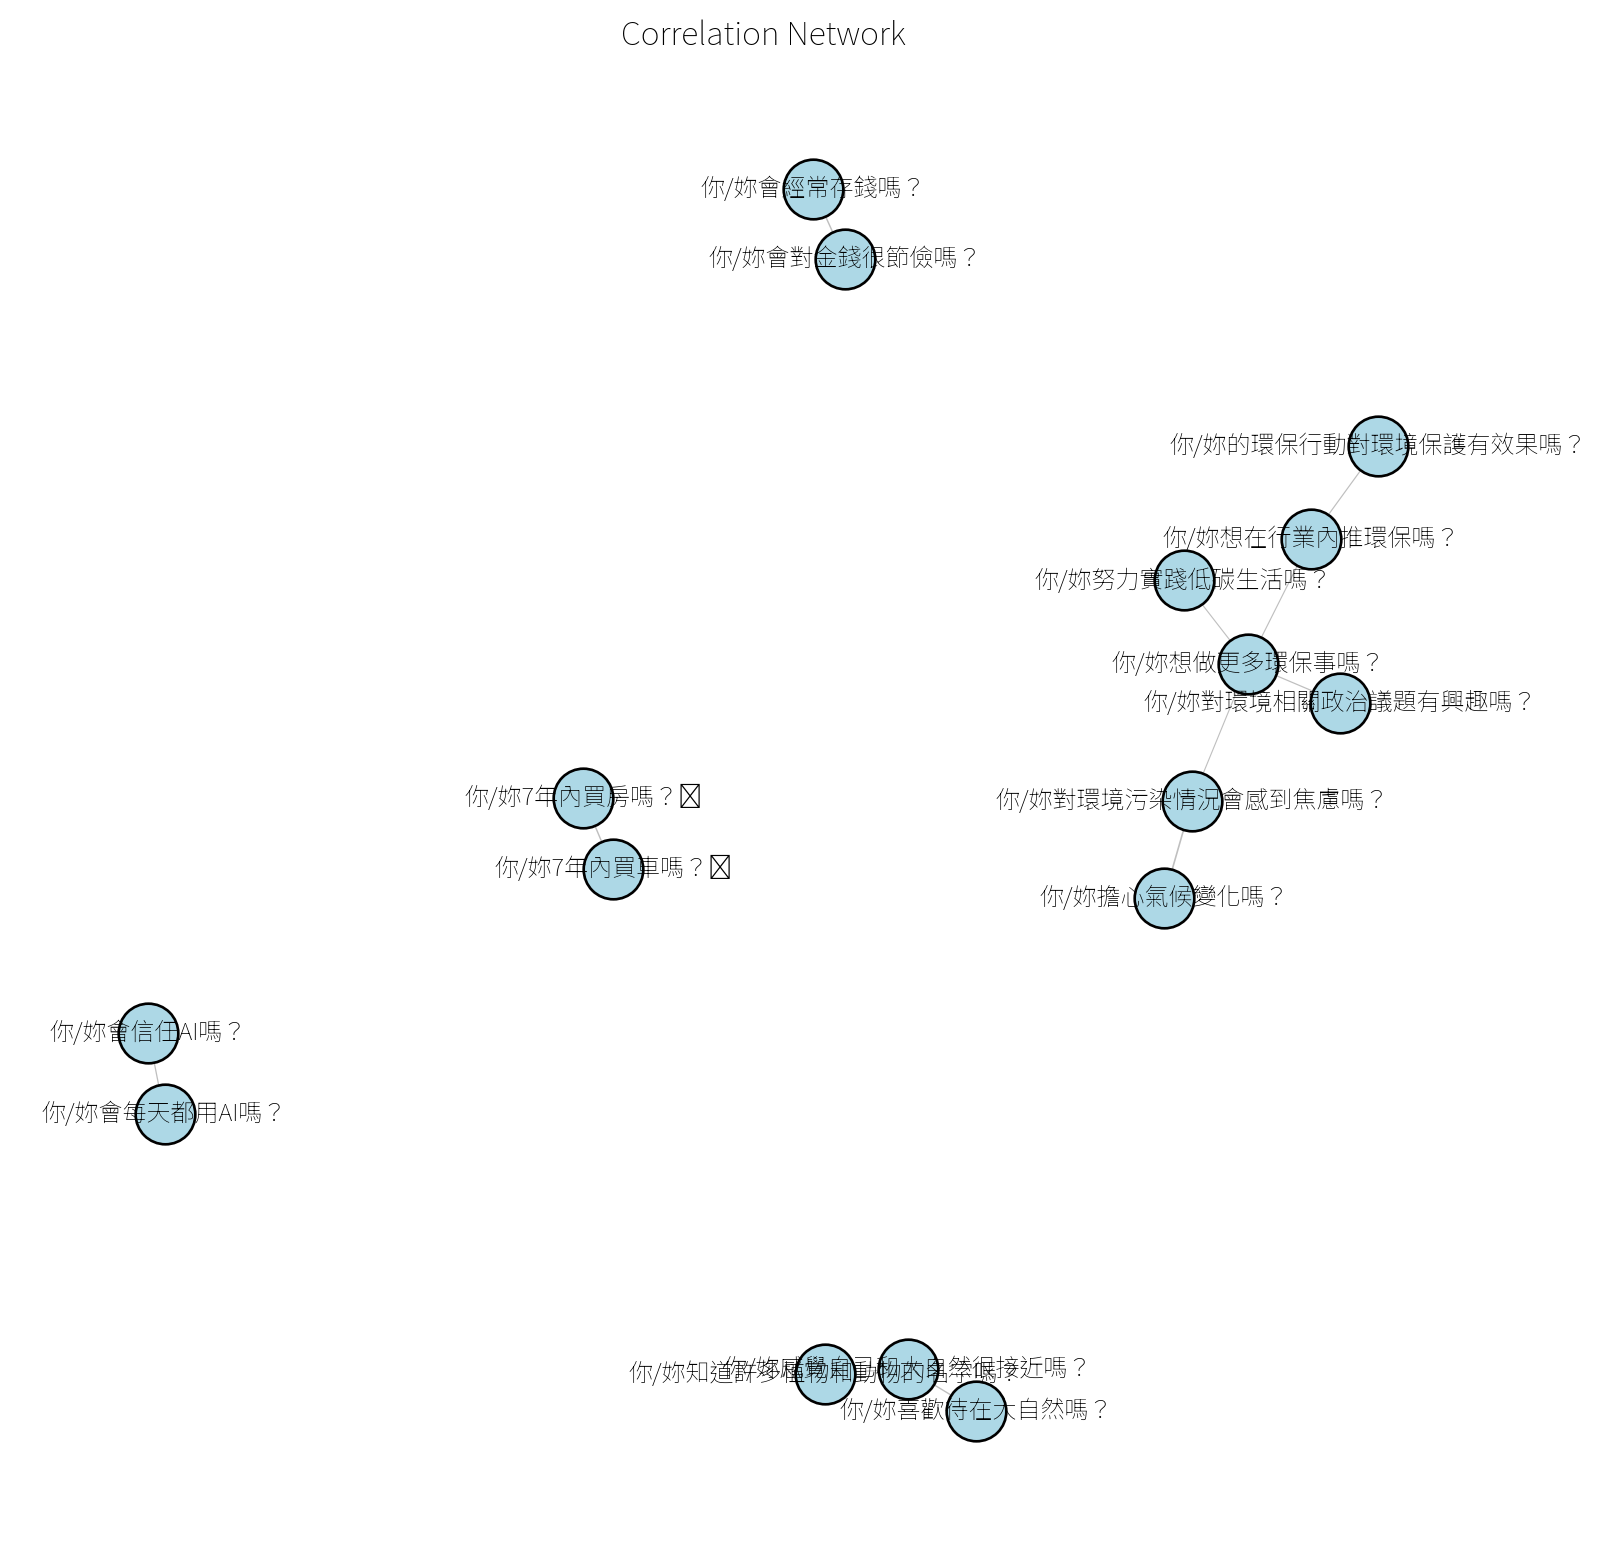 Correlation Network
你/妳會經常存錢嗎？
你/妳會對金錢很節儉嗎？
你/妳的環保行動對環境保護有效果嗎？
你/妳想在行業內推環保嗎？
你/妳努力實踐低碳生活嗎？
你/妳想做更多環保事嗎？
你/妳對環境相關政治議題有興趣嗎？
你/妳7年內買房嗎？
你/妳對環境污染情況會感到焦慮嗎？
你/妳7年內買車嗎？
你/妳擔心氣候變化嗎？
你/妳會信任AI嗎？
你/妳會每天都用AI嗎？
你/妳感覺自己和大自然很接近嗎？
你/妳知道許多植物和動物的名字嗎？
你/妳喜歡待在大自然嗎？